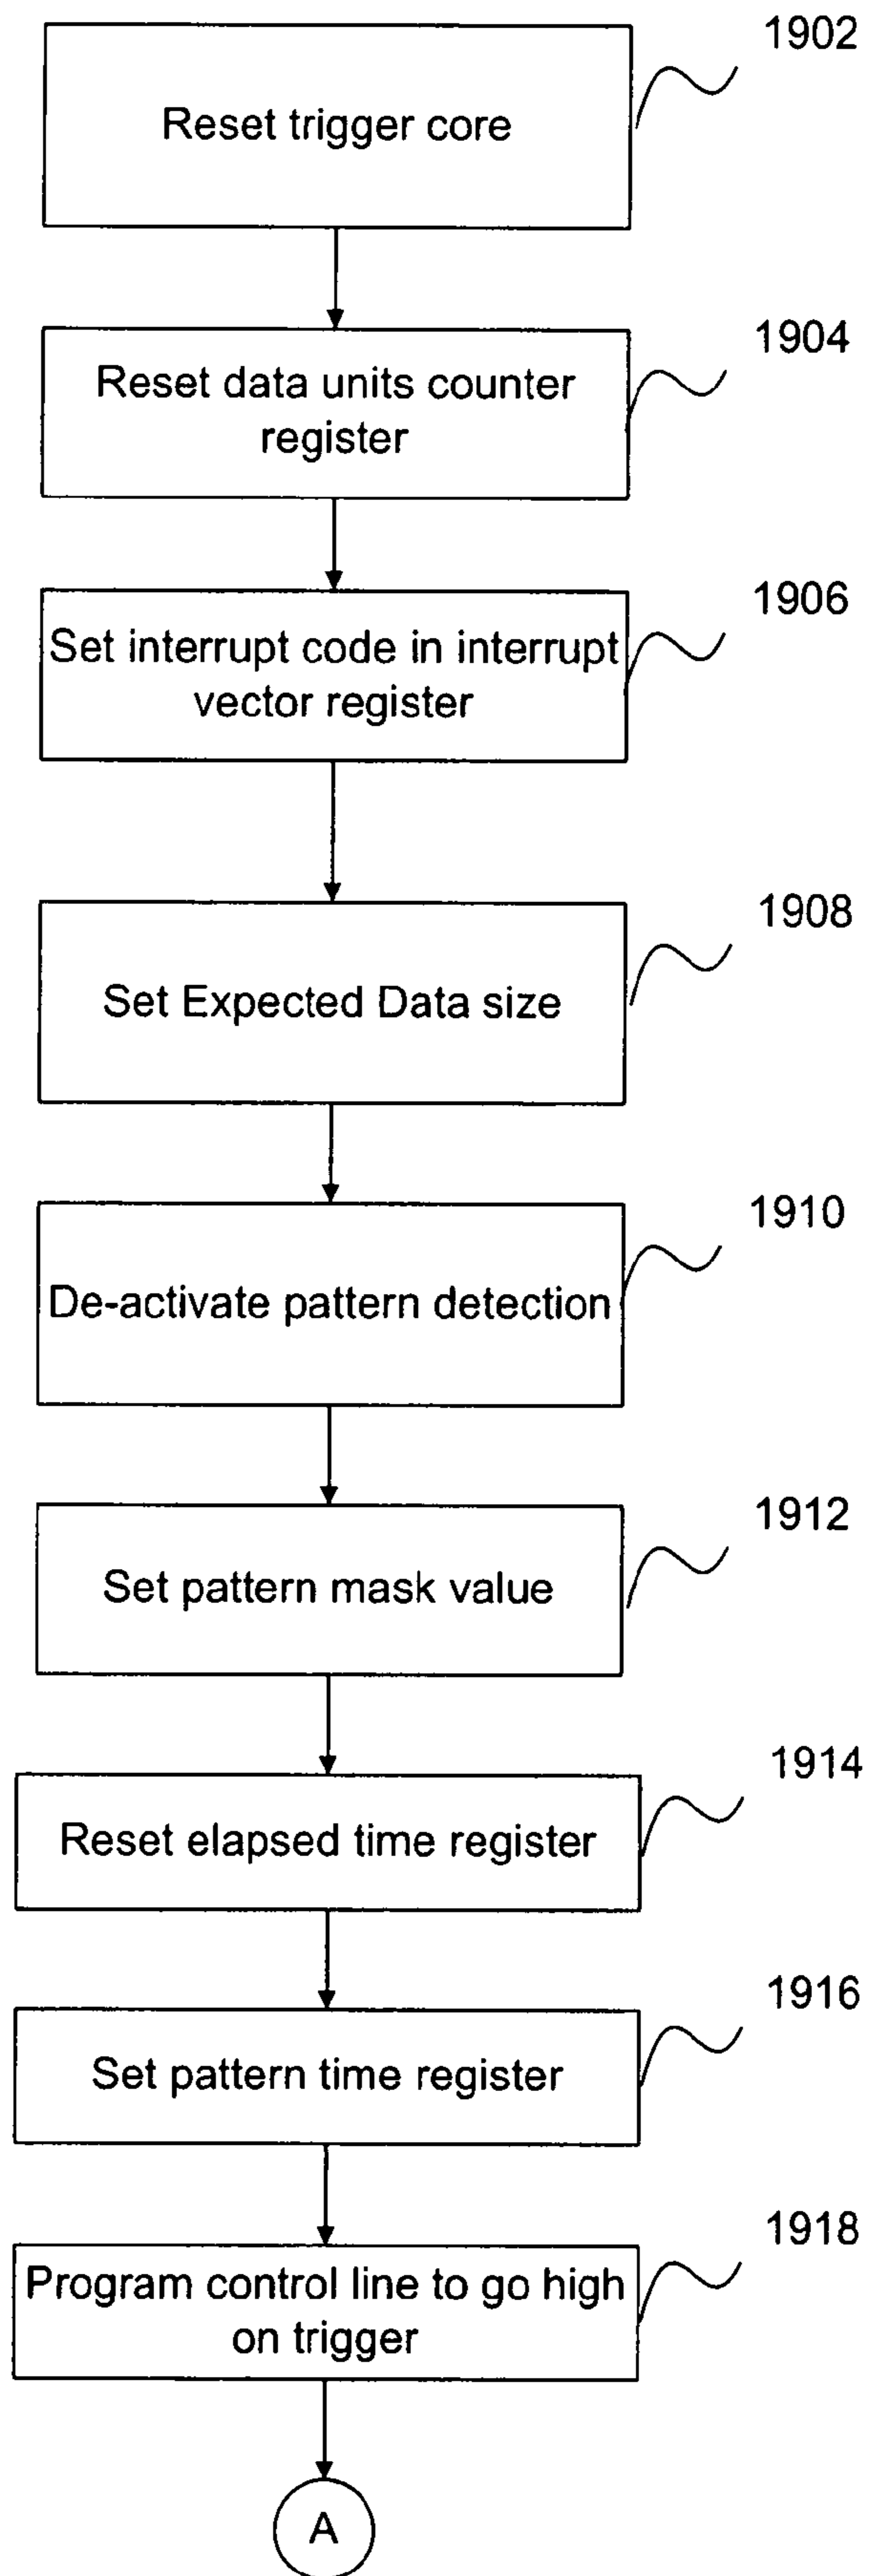 1902
Reset trigger core
1904
Reset data units counter
register
1906
Set interrupt code in interrupt
vector register
1908
Set Expected Data size
1910
De-activate pattern detection
1912
Set pattern mask value
1914
Reset elapsed time register
1916
Set pattern time register
1918
Program control line to go high
on trigger
A